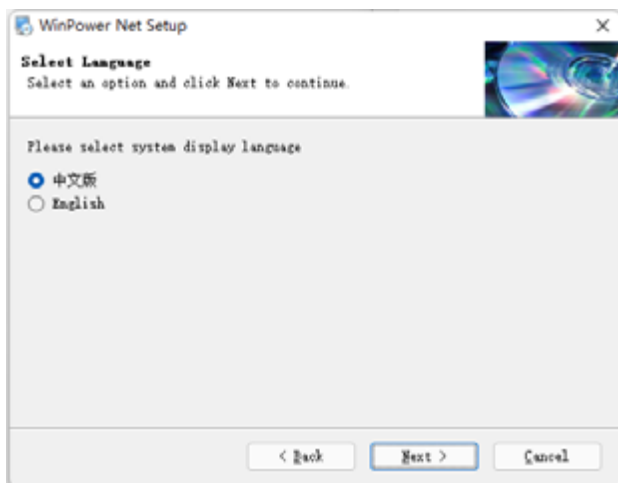 WinPower Net Setup
Select Language
Select an option and click Next to continue.
Please select system display language
中文版
English
< Back
Next >
Cancel